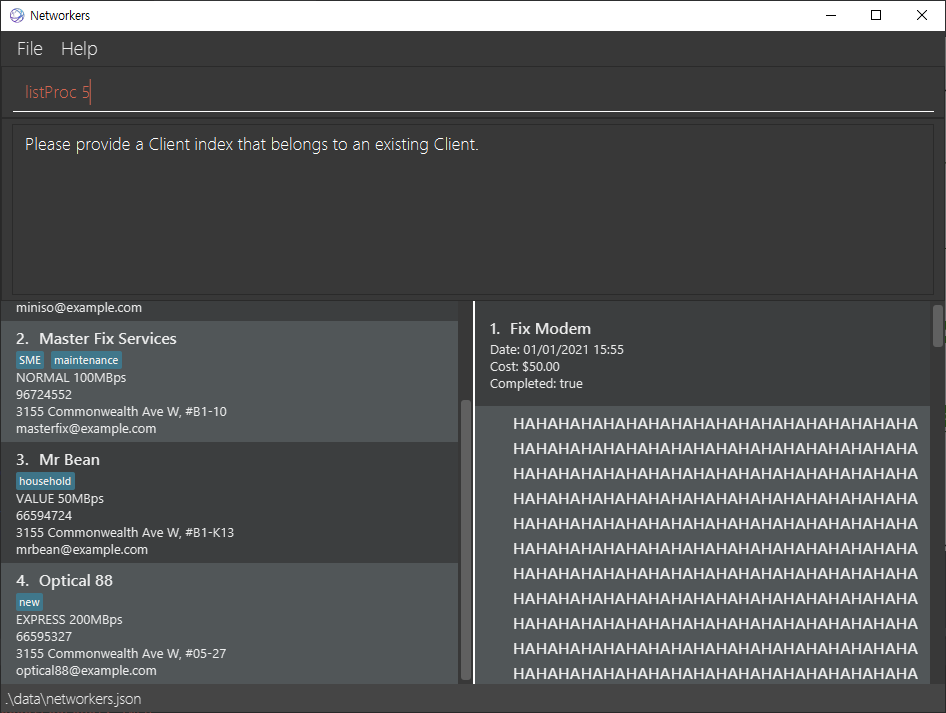 Networkers
File Help
listProc 5
Please provide a Client index that belongs to an existing Client.
miniso@example.com
2. Master Fix Services
SME maintenance
NORMAL 100MBps
96724552
3155 Commonwealth Ave W, #B1-10
masterfix@example.com
3. Mr Bean
household
VALUE 50MBps
66594724
3155 Commonwealth Ave W, #B1-K13
mrbean@example.com
4. Optical 88
new
EXPRESS 200MBps
66595327
3155 Commonwealth Ave W, #05-27
optical88@example.com
1. Fix Modem
Date: 01/01/2021 15:55
Cost: $50.00
Completed: true
HAHAHAHAHAHAHAHAHAHAHAHAHAHAHAHAHAHA
HAHAHAHAHAHAHAHAHAHAHAHAHAHAHAHAHAHA
HAHAHAHAHAHAHAHAHAHAHAHAHAHAHAHAHAHA
HAHAHAHAHAHAHAHAHAHAHAHAHAHAHAHAHAHA
HAHAHAHAHAHAHAHAHAHAHAHAHAHAHAHAHAHA
HAHAHAHAHAHAHAHAHAHAHAHAHAHAHAHAHAHA
HAHAHAHAHAHAHAHAHAHAHAHAHAHAHAHAHAHA
HAHAHAHAHAHAHAHAHAHAHAHAHAHAHAHAHAHA
HAHAHAHAHAHAHAHAHAHAHAHAHAHAHAHAHAHA
HAHAHAHAHAHAHAHAHAHAHAHAHAHAHAHAHAHA
HAHAHAHAHAHAHAHAHAHAHAHAHAHAHAHAHAHA
.\data\networkers.json